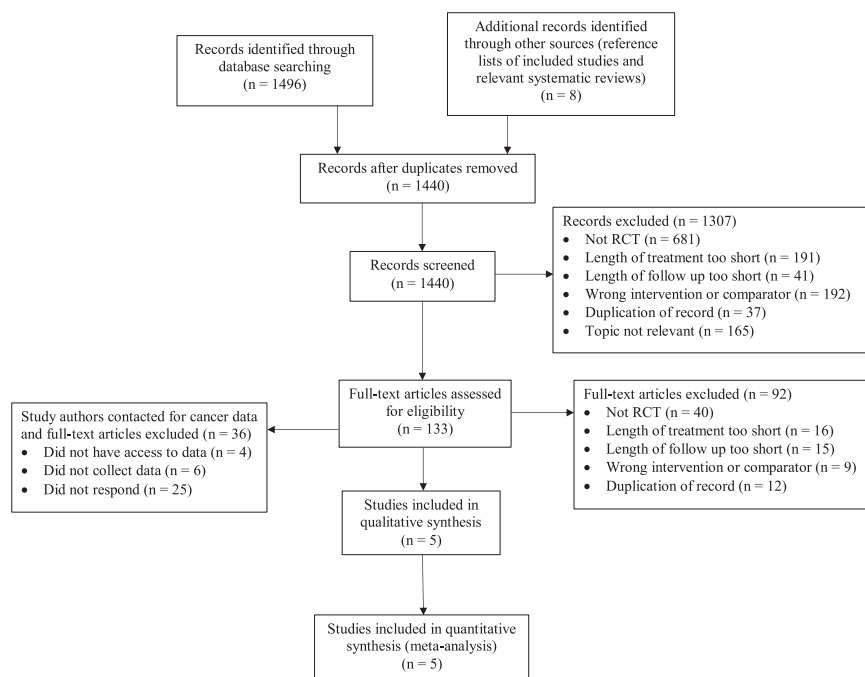 Records identified through
database searching
(n = 1496)
Additional records identified
through other sources (reference
lists of included studies and
relevant systematic reviews)
(n = 8)
Records after duplicates removed
(n = 1440)
Records screened
(n = 1440)
Records excluded (n = 1307)
• Not RCT (n = 681)
• Length of treatment too short (n = 191)
• Length of follow up too short (n = 41)
• Wrong intervention or comparator (n = 192)
• Duplication of record (n = 37)
• Topic not relevant (n = 165)
Full-text articles assessed
for eligibility
(n = 133)
Full-text articles excluded (n = 92)
• Not RCT (n = 40)
• Length of treatment too short (n = 16)
• Length of follow up too short (n = 15)
• Wrong intervention or comparator (n = 9)
• Duplication of record (n = 12)
Study authors contacted for cancer data
and full-text articles excluded (n = 36)
• Did not have access to data (n = 4)
• Did not collect data (n = 6)
• Did not respond (n = 25)
Studies included in
qualitative synthesis
(n = 5)
Studies included in quantitative
synthesis (meta-analysis)
(n = 5)